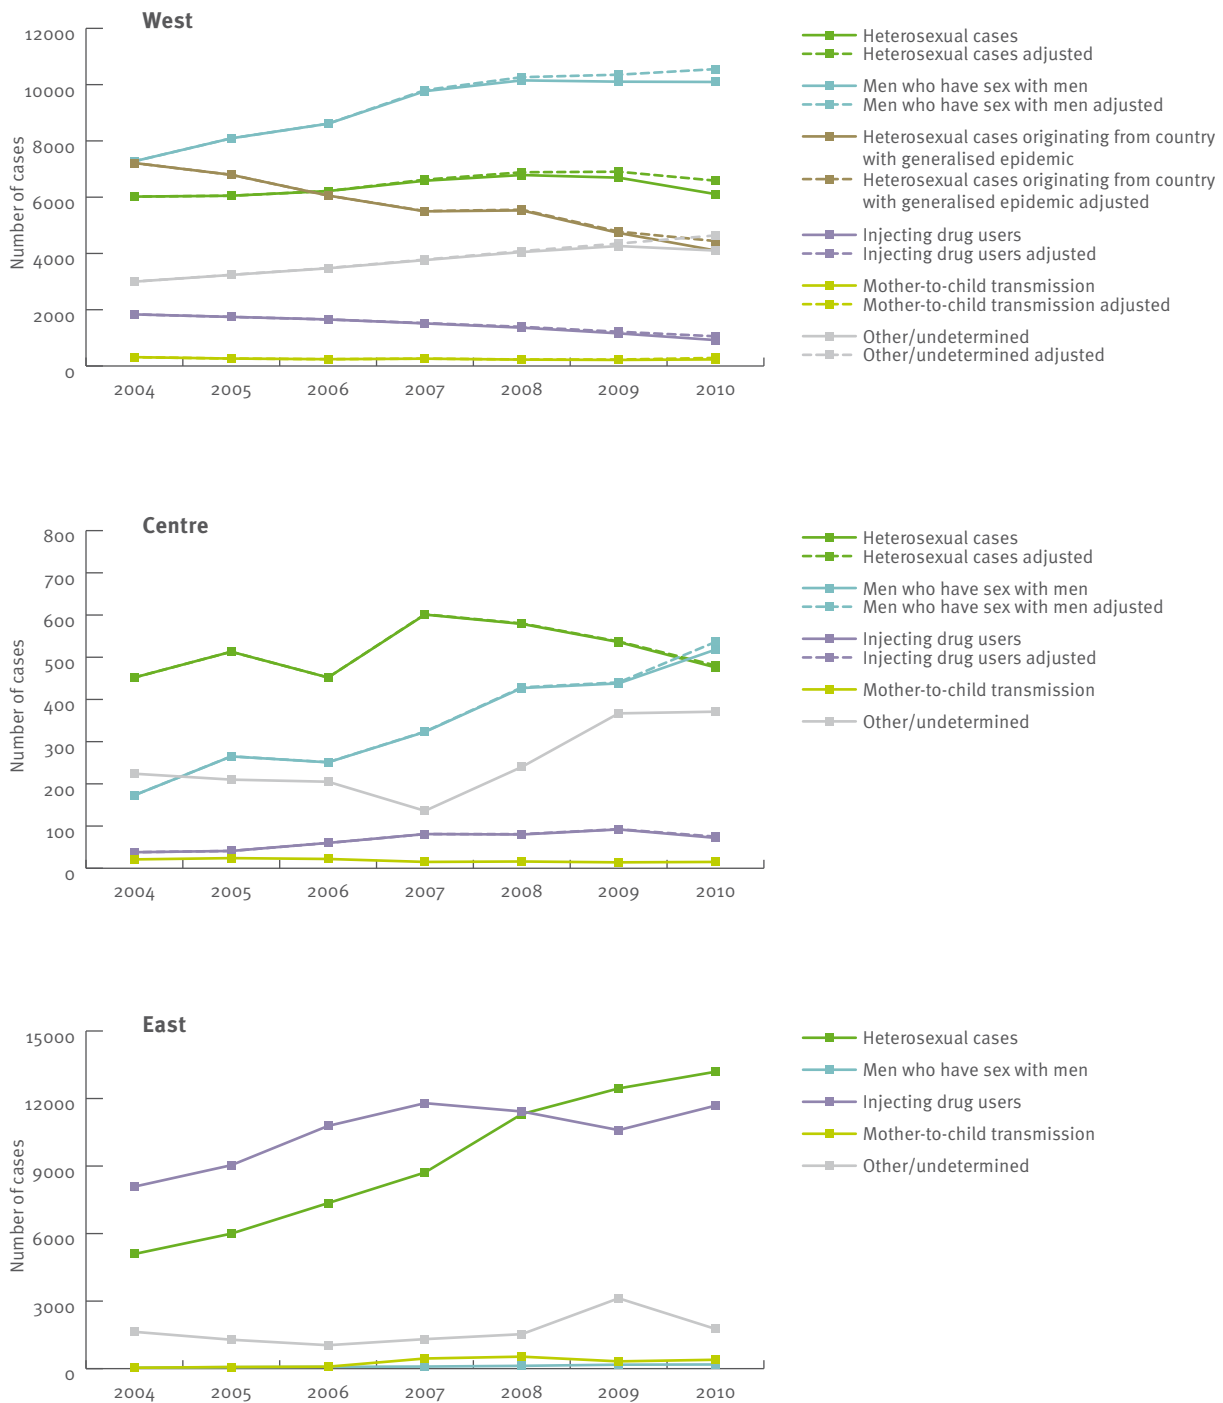 West
12000
10000
8000
6000
4000
2000
0
Number of cases
2004 2005 2006 2007 2008 2009 2010
Heterosexual cases
Heterosexual cases adjusted
Men who have sex with men
Men who have sex with men adjusted
Heterosexual cases originating from country
with generalised epidemic
Heterosexual cases originating from country
with generalised epidemic adjusted
Injecting drug users
Injecting drug users adjusted
Mother-to-child transmission
Mother-to-child transmission adjusted
Other/undetermined
Other/undetermined adjusted
Centre
800
700
600
500
400
300
200
100
0
Number of cases
2004 2005 2006 2007 2008 2009 2010
Heterosexual cases
Heterosexual cases adjusted
Men who have sex with men
Men who have sex with men adjusted
Injecting drug users
Injecting drug users adjusted
Mother-to-child transmission
Other/undetermined
East
15000
12000
9000
6000
3000
0
Number of cases
2004 2005 2006 2007 2008 2009 2010
Heterosexual cases
Men who have sex with men
Injecting drug users
Mother-to-child transmission
Other/undetermined